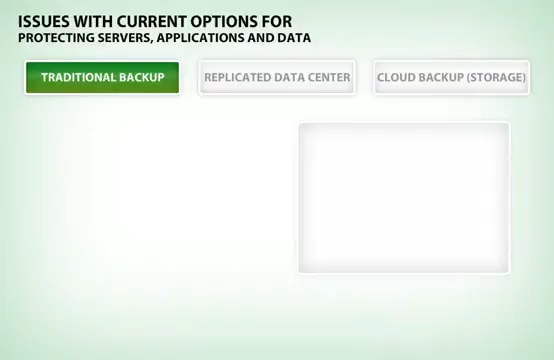 ISSUES WITH CURRENT OPTIONS FOR
PROTECTING SERVERS, APPLICATIONS AND DATA
TRADITIONAL BACKUP
REPLICATED DATA CENTER
CLOUD BACKUP (STORAGE)